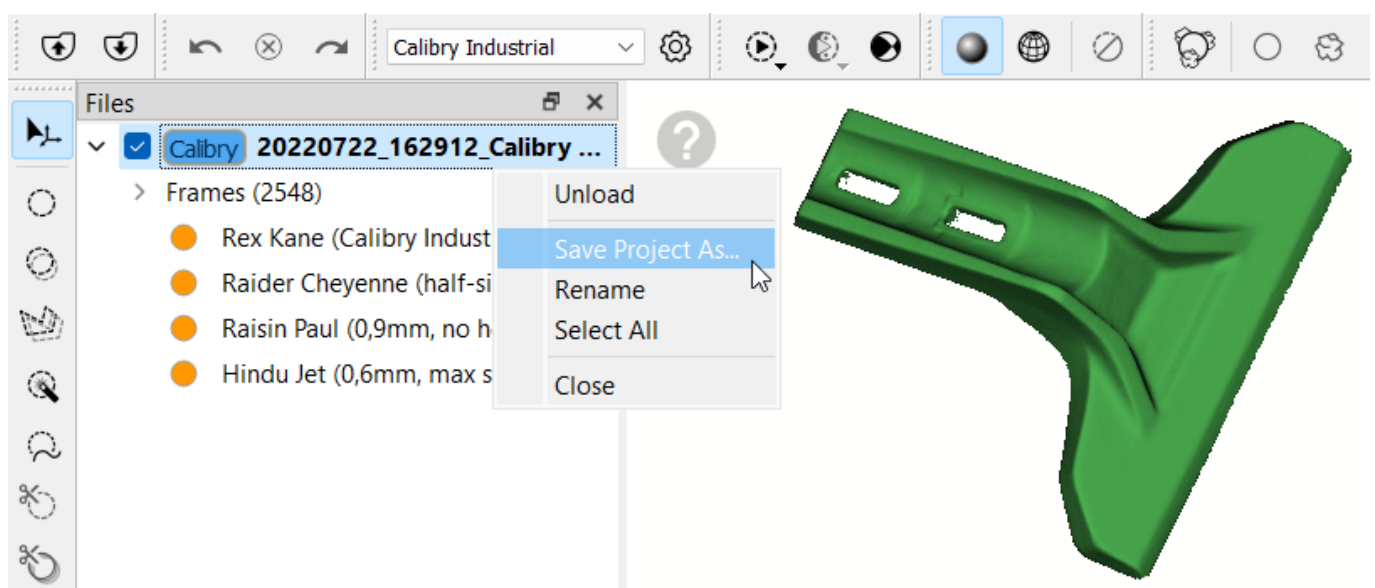 Calibry Industrial
Files
Calibry 20220722_162912_Calibry ...
Frames (2548)
Rex Kane (Calibry Indust
Raider Cheyenne (half-si
Raisin Paul (0,9mm, no h
Hindu Jet (0,6mm, max s
Unload
Save Project As...
Rename
Select All
Close
?